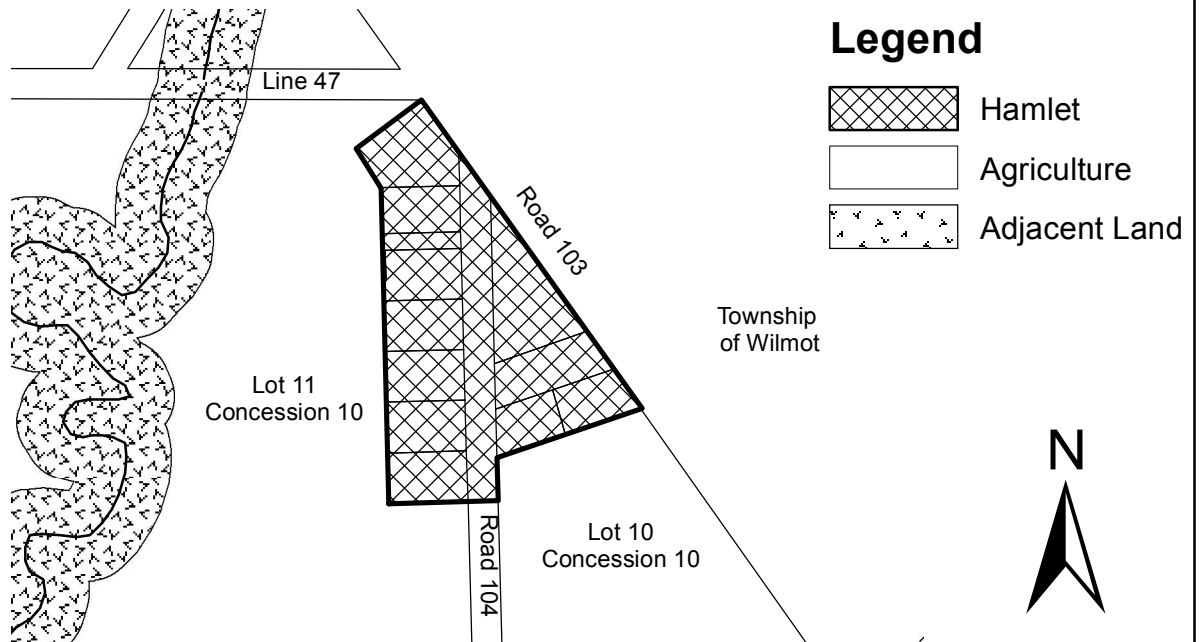 Legend
Hamlet
Agriculture
Adjacent Land
Line 47
Road 103
Township
of Wilmot
Lot 11
Concession 10
Road 104
Lot 10
Concession 10
N